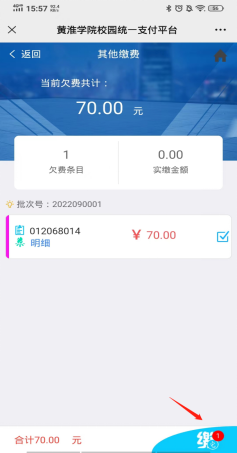 15:57
黄淮学院校园统一支付平台
返回 其他缴费
当前欠费共计：
70.00 元
1 0.00
欠费条目 实缴金额
批次号：2022090001
012068014
明细 ¥ 70.00
合计70.00 元 缴 1